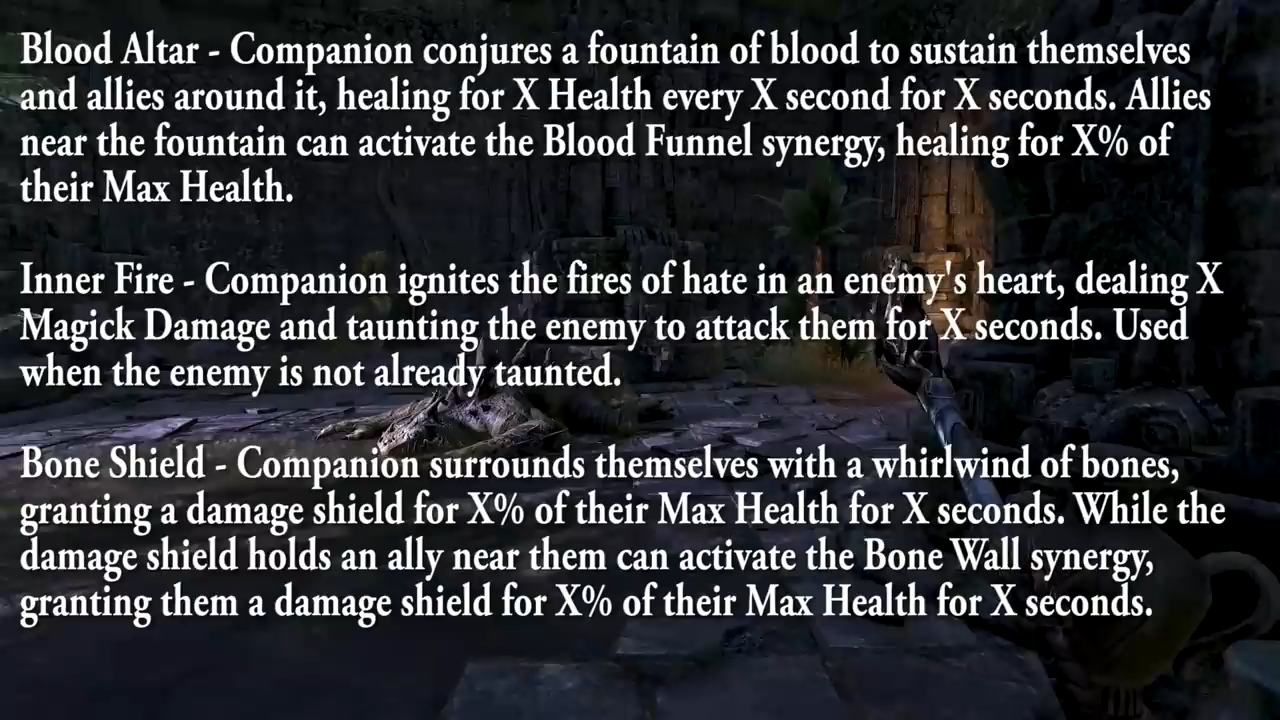 Blood Altar - Companion conjures a fountain of blood to sustain themselves
and allies around it, healing for X Health every X second for X seconds. Allies
near the fountain can activate the Blood Funnel synergy, healing for X% of
their Max Health.
Inner Fire - Companion ignites the fires of hate in an enemy's heart, dealing X
Magick Damage and taunting the enemy to attack them for X seconds. Used
when the enemy is not already taunted.
Bone Shield - Companion surrounds themselves with a whirlwind of bones,
granting a damage shield for X% of their Max Health for X seconds. While the
damage shield holds an ally near them can activate the Bone Wall synergy,
granting them a damage shield for X% of their Max Health for X seconds.